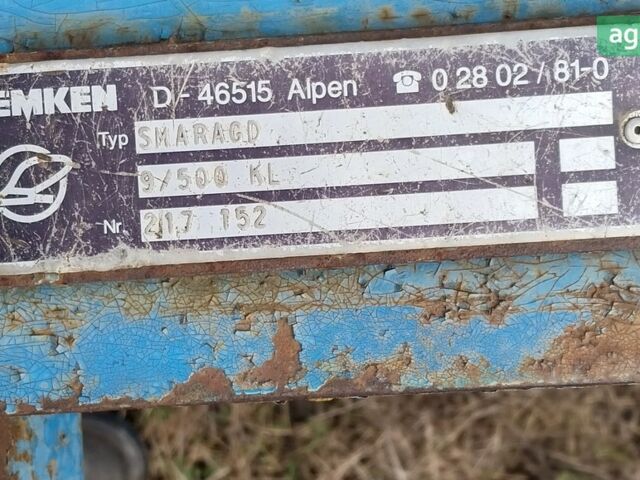 EMKEN D-46515 Alpen ☎ 0 28 02 / 81-0
Typ SMARAGD
9/500 KL
Nr. 217 152
ag